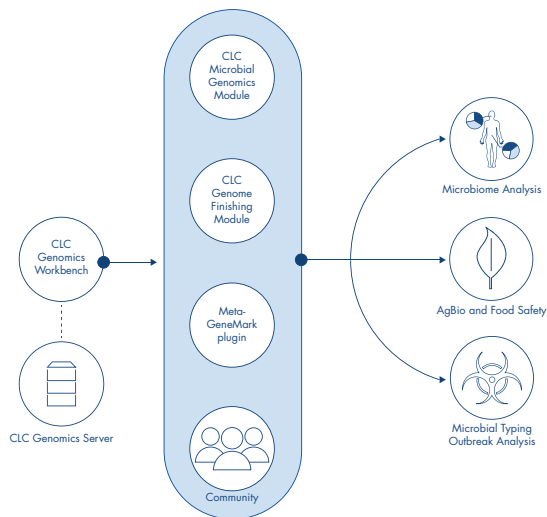 CLC
Microbial
Genomics
Module
CLC
Genome
Finishing
Module
CLC
Genomics
Workbench
Meta-
GeneMark
plugin
CLC Genomics Server
Community
Microbiome Analysis
AgBio and Food Safety
Microbial Typing
Outbreak Analysis